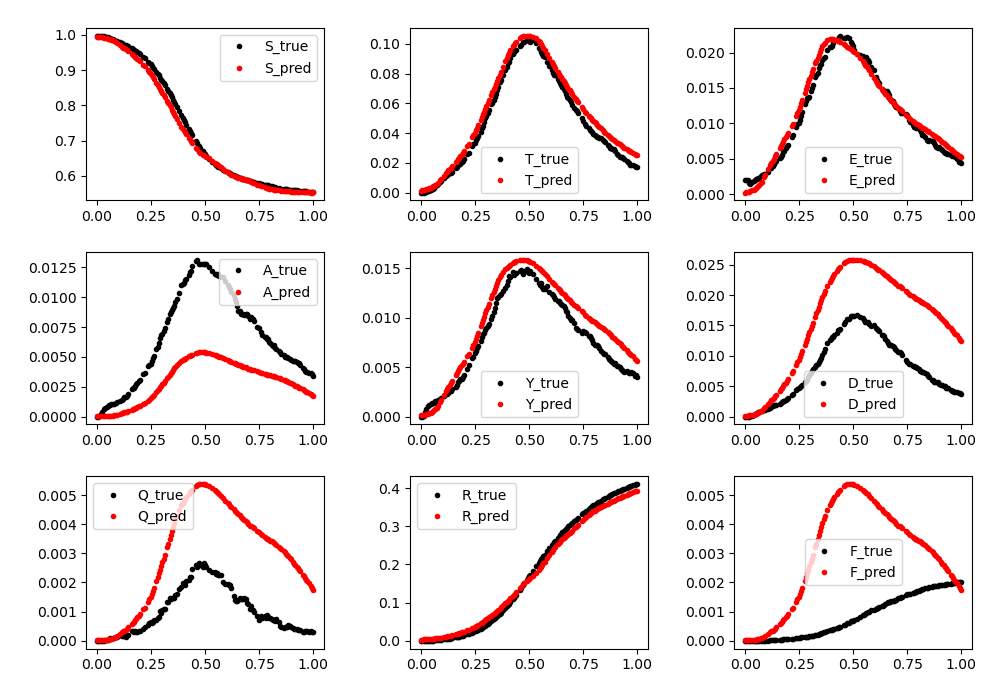 1.0
0.9
0.8
0.7
0.6
0.00 0.25 0.50 0.75 1.00
S_true
S_pred
0.10
0.08
0.06
0.04
0.02
0.00
0.00 0.25 0.50 0.75 1.00
T_true
T_pred
0.020
0.015
0.010
0.005
0.000
0.00 0.25 0.50 0.75 1.00
E_true
E_pred
0.0125
0.0100
0.0075
0.0050
0.0025
0.0000
0.00 0.25 0.50 0.75 1.00
A_true
A_pred
0.015
0.010
0.005
0.000
0.00 0.25 0.50 0.75 1.00
Y_true
Y_pred
0.025
0.020
0.015
0.010
0.005
0.000
0.00 0.25 0.50 0.75 1.00
D_true
D_pred
0.005
0.004
0.003
0.002
0.001
0.000
0.00 0.25 0.50 0.75 1.00
Q_true
Q_pred
0.4
0.3
0.2
0.1
0.0
0.00 0.25 0.50 0.75 1.00
R_true
R_pred
0.005
0.004
0.003
0.002
0.001
0.000
0.00 0.25 0.50 0.75 1.00
F_true
F_pred